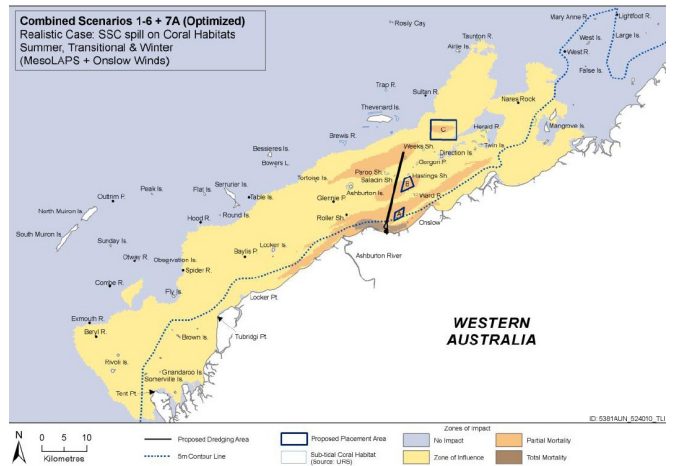 Combined Scenarios 1-6 + 7A (Optimized)
Realistic Case: SSC spill on Coral Habitats
Summer, Transitional & Winter
(MesoLAPS + Onslow Winds)
Rosily Cay
Mary Anne R.
Lightfoot R.
West Is.
Large Is.
West R.
False Is.
Taunton R.
Airlie Is.
Trap R.
Sultan R.
Thevenard Is.
Nares Rock
Brewis R.
C
Herald R.
Mangrove Is.
Weeks Sh.
Twin Is.
Direction Is.
Bessieres Is.
Bowers L.
Gorgon P.
Paroo Sh.
Hastings Sh.
Tortoise Is.
Saladin Sh.
B
Peak Is.
Flat Is.
Serrurier Is.
Table Is.
Ashburton Is.
Ward R.
Outtrim P.
Glennie P.
North Muiron Is.
Round Is.
Roller Sh.
A
Hood R.
Onslow
South Muiron Is.
Sunday Is.
Locker Is.
Baylis P.
Ashburton River
Otway R.
Observation Is.
Spider R.
Combe R.
Fly Is.
Locker Pt
Exmouth R.
WESTERN
AUSTRALIA
Beryl R.
Brown Is.
Tubridgi Pt
Rivoli Is.
Gnandaroo Is.
Somerville Is.
Tent Pt.
ID: 5381AUN_524010_TLI
N
0 5 10
Kilometres
Proposed Dredging Area
5m Contour Line
Proposed Placement Area
Sub-tidal Coral Habitat
(Source: URS)
Zones of Impact
No Impact
Partial Mortality
Zone of Influence
Total Mortality